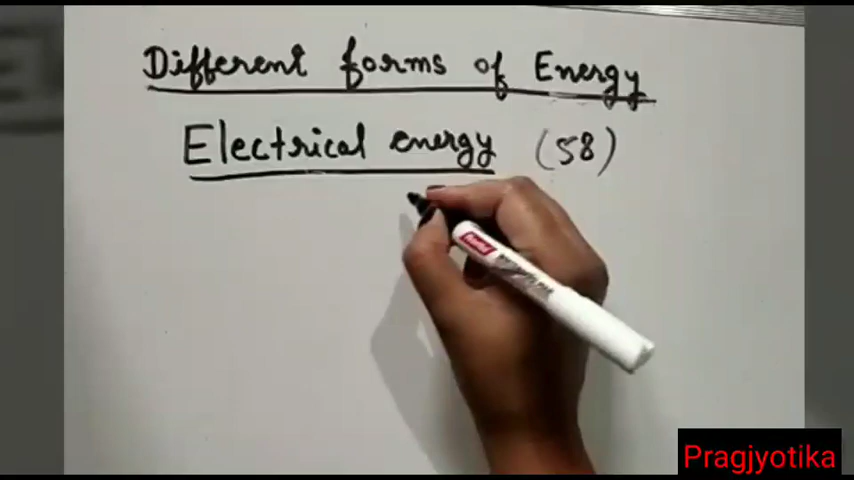 Different forms of Energy
Electrical energy (58)
Pragjyotika